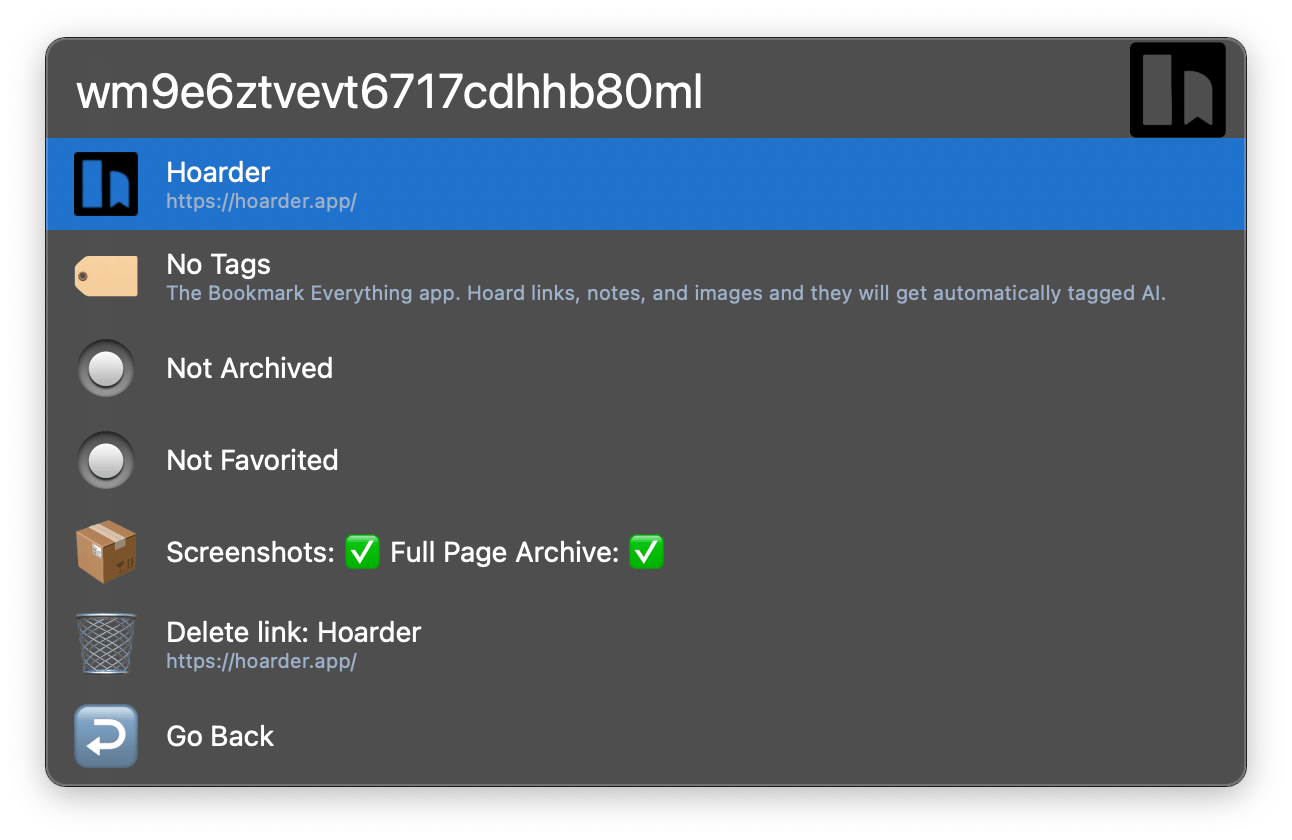 wm9e6ztvevt6717cdhhb80ml
Hoarder
https://hoarder.app/
No Tags
The Bookmark Everything app. Hoard links, notes, and images and they will get automatically tagged AI.
Not Archived
Not Favorited
Screenshots: ✅ Full Page Archive: ✅
Delete link: Hoarder
https://hoarder.app/
Go Back